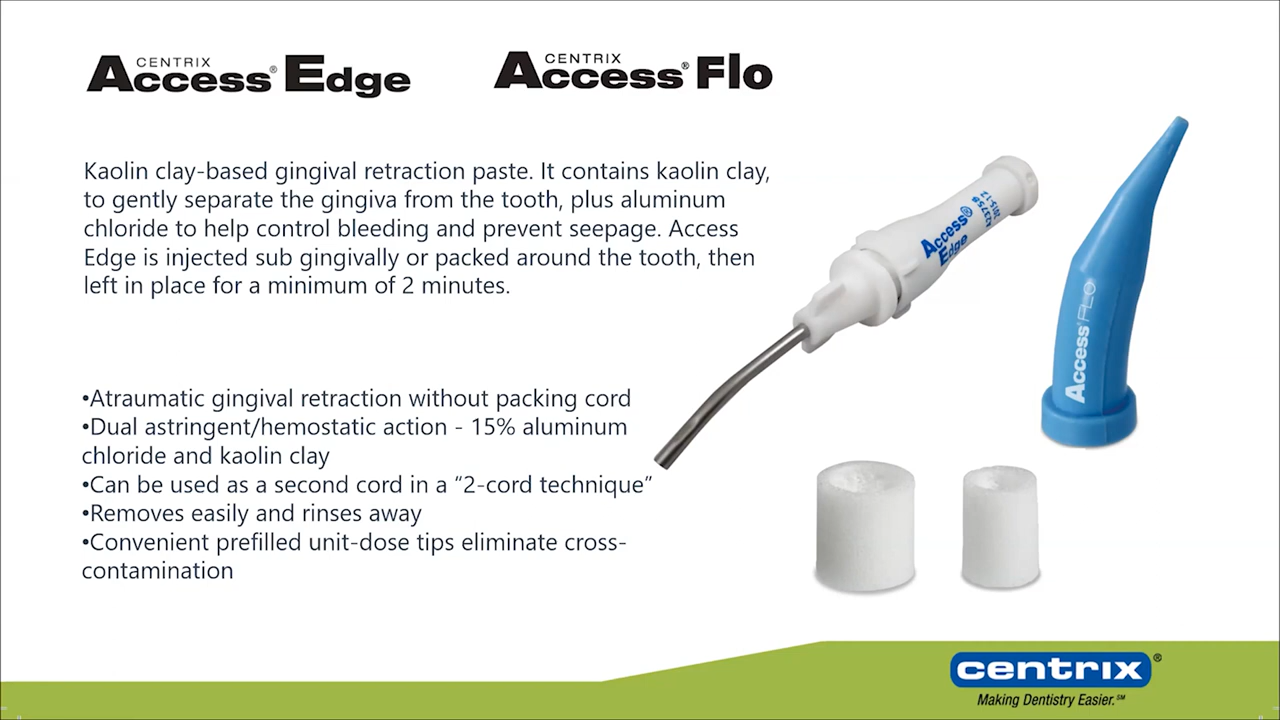 CENTRIX
Access® Edge
CENTRIX
Access® Flo
Kaolin clay-based gingival retraction paste. It contains kaolin clay,
to gently separate the gingiva from the tooth, plus aluminum
chloride to help control bleeding and prevent seepage. Access
Edge is injected sub gingivally or packed around the tooth, then
left in place for a minimum of 2 minutes.
•Atraumatic gingival retraction without packing cord
•Dual astringent/hemostatic action - 15% aluminum
chloride and kaolin clay
•Can be used as a second cord in a “2-cord technique”
•Removes easily and rinses away
•Convenient prefilled unit-dose tips eliminate cross-
contamination
Access®
Edge
2015-12
Access® FLO
centrix®
Making Dentistry Easier.℠